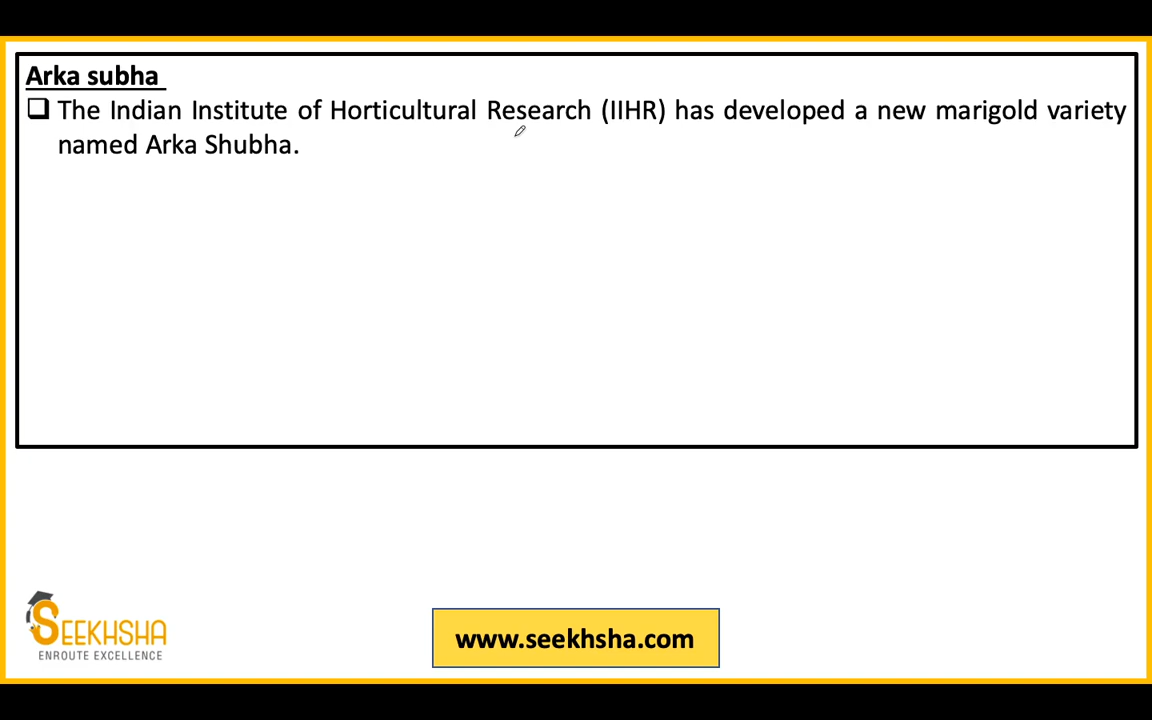 Arka subha
❑ The Indian Institute of Horticultural Research (IIHR) has developed a new marigold variety
named Arka Shubha.
SEEKHSHA
ENROUTE EXCELLENCE
www.seekhsha.com